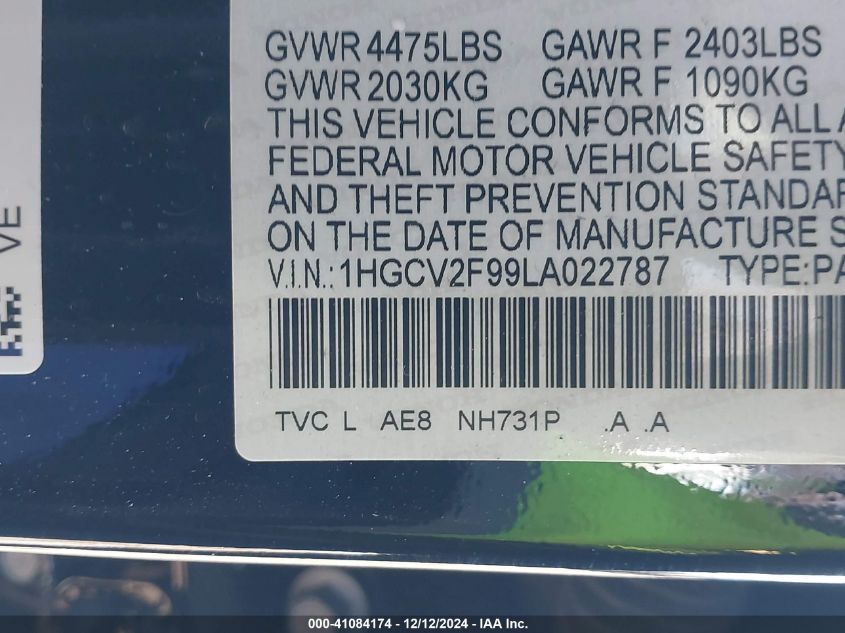 GVWR 4475LBS GAWR F 2403LBS
GVWR 2030KG GAWR F 1090KG
THIS VEHICLE CONFORMS TO ALL A
FEDERAL MOTOR VEHICLE SAFETY
AND THEFT PREVENTION STANDAR
ON THE DATE OF MANUFACTURE S
V.I.N.: 1HGCV2F99LA022787 TYPE:PA
TVC L AE8 NH731P .A .A
VE
000-41084174 - 12/12/2024 - IAA Inc.